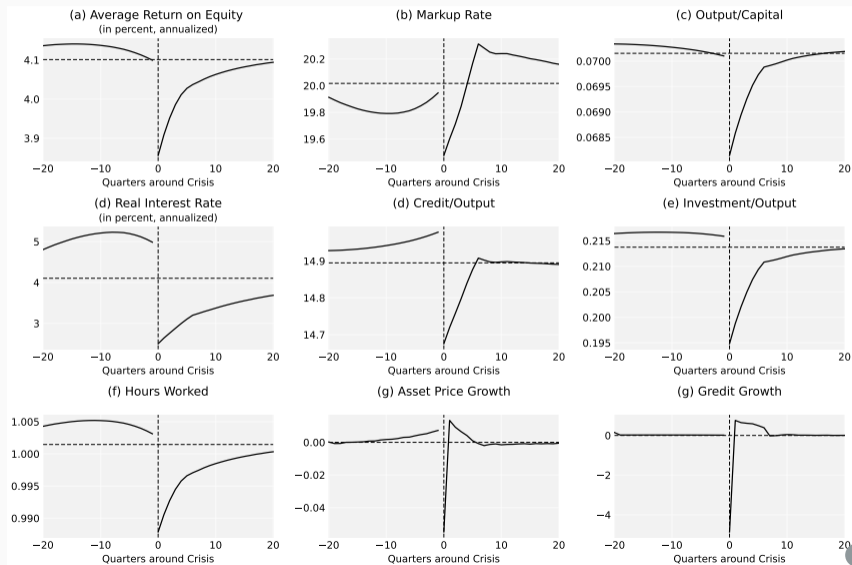 (a) Average Return on Equity
(in percent, annualized)
4.1
4.0
3.9
−20 −10 0 10 20
Quarters around Crisis
(b) Markup Rate
20.2
20.0
19.8
19.6
−20 −10 0 10 20
Quarters around Crisis
(c) Output/Capital
0.0700
0.0695
0.0690
0.0685
−20 −10 0 10 20
Quarters around Crisis
(d) Real Interest Rate
(in percent, annualized)
5
4
3
−20 −10 0 10 20
Quarters around Crisis
(d) Credit/Output
14.9
14.8
14.7
−20 −10 0 10 20
Quarters around Crisis
(e) Investment/Output
0.215
0.210
0.205
0.200
0.195
−20 −10 0 10 20
Quarters around Crisis
(f) Hours Worked
1.005
1.000
0.995
0.990
−20 −10 0 10 20
Quarters around Crisis
(g) Asset Price Growth
0.00
−0.02
−0.04
−20 −10 0 10 20
Quarters around Crisis
(g) Gredit Growth
0
−2
−4
−20 −10 0 10 20
Quarters around Crisis